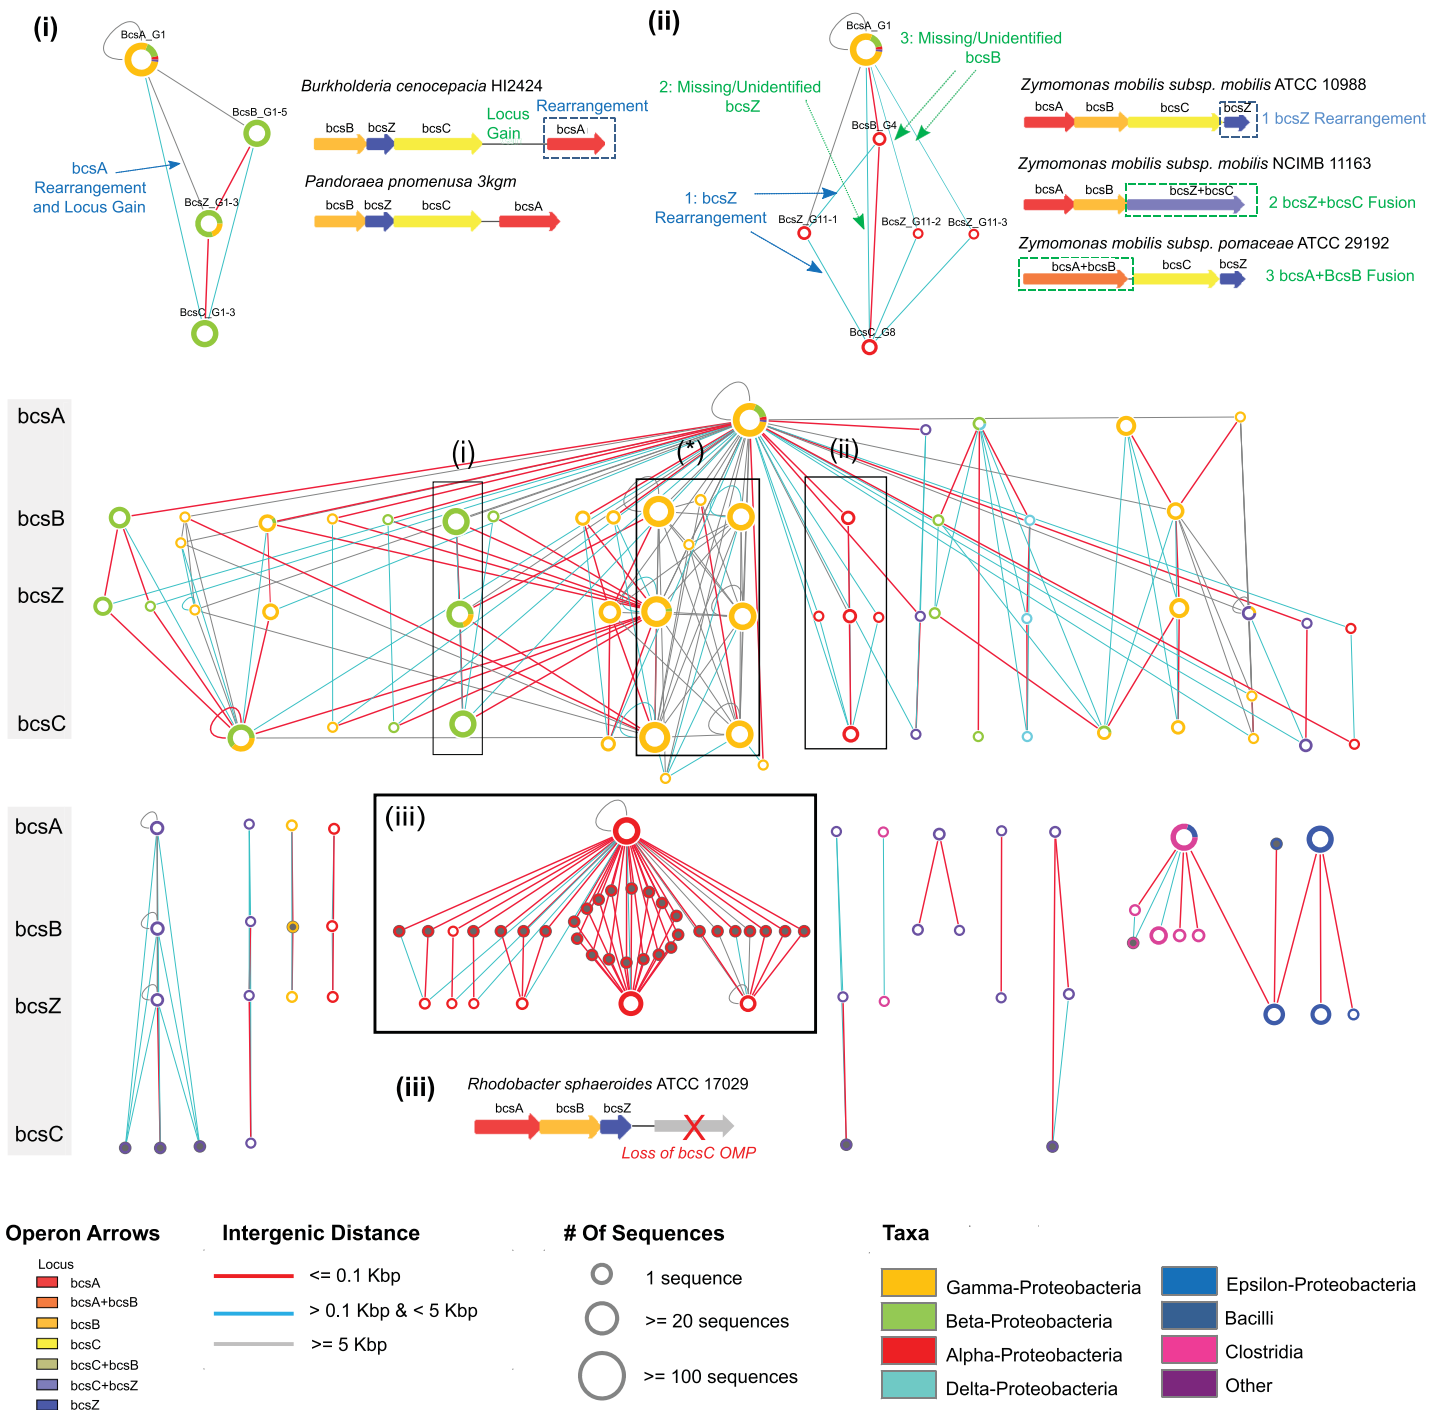 (i)
BcsA_G1
BcsB_G1-5
bcsA
Rearrangement
and Locus Gain
BcsZ_G1-3
BcsC_G1-3
Burkholderia cenocepacia HI2424
Locus
Gain
Rearrangement
bcsB bcsZ bcsC bcsA
Pandoraea pnomenusa 3kgm
bcsB bcsZ bcsC bcsA
(ii)
BcsA_G1
3: Missing/Unidentified
bcsB
2: Missing/Unidentified
bcsZ
BcsB_G4
1: bcsZ
Rearrangement
BcsZ_G11-1
BcsZ_G11-2
BcsZ_G11-3
BcsC_G8
Zymomonas mobilis subsp. mobilis ATCC 10988
bcsA bcsB bcsC bcsZ
1 bcsZ Rearrangement
Zymomonas mobilis subsp. mobilis NCIMB 11163
bcsA bcsB bcsZ+bcsC
2 bcsZ+bcsC Fusion
Zymomonas mobilis subsp. pomaceae ATCC 29192
bcsA+bcsB bcsC bcsZ
3 bcsA+BcsB Fusion
bcsA
(i)
(*)
(ii)
bcsB
bcsZ
bcsC
bcsA
(iii)
bcsB
bcsZ
bcsC
(iii)
Rhodobacter sphaeroides ATCC 17029
bcsA bcsB bcsZ
X
Loss of bcsC OMP
Operon Arrows
Locus
bcsA
bcsA+bcsB
bcsB
bcsC
bcsC+bcsB
bcsC+bcsZ
bcsZ
Intergenic Distance
<= 0.1 Kbp
> 0.1 Kbp & < 5 Kbp
>= 5 Kbp
# Of Sequences
1 sequence
>= 20 sequences
>= 100 sequences
Taxa
Gamma-Proteobacteria
Beta-Proteobacteria
Alpha-Proteobacteria
Delta-Proteobacteria
Epsilon-Proteobacteria
Bacilli
Clostridia
Other